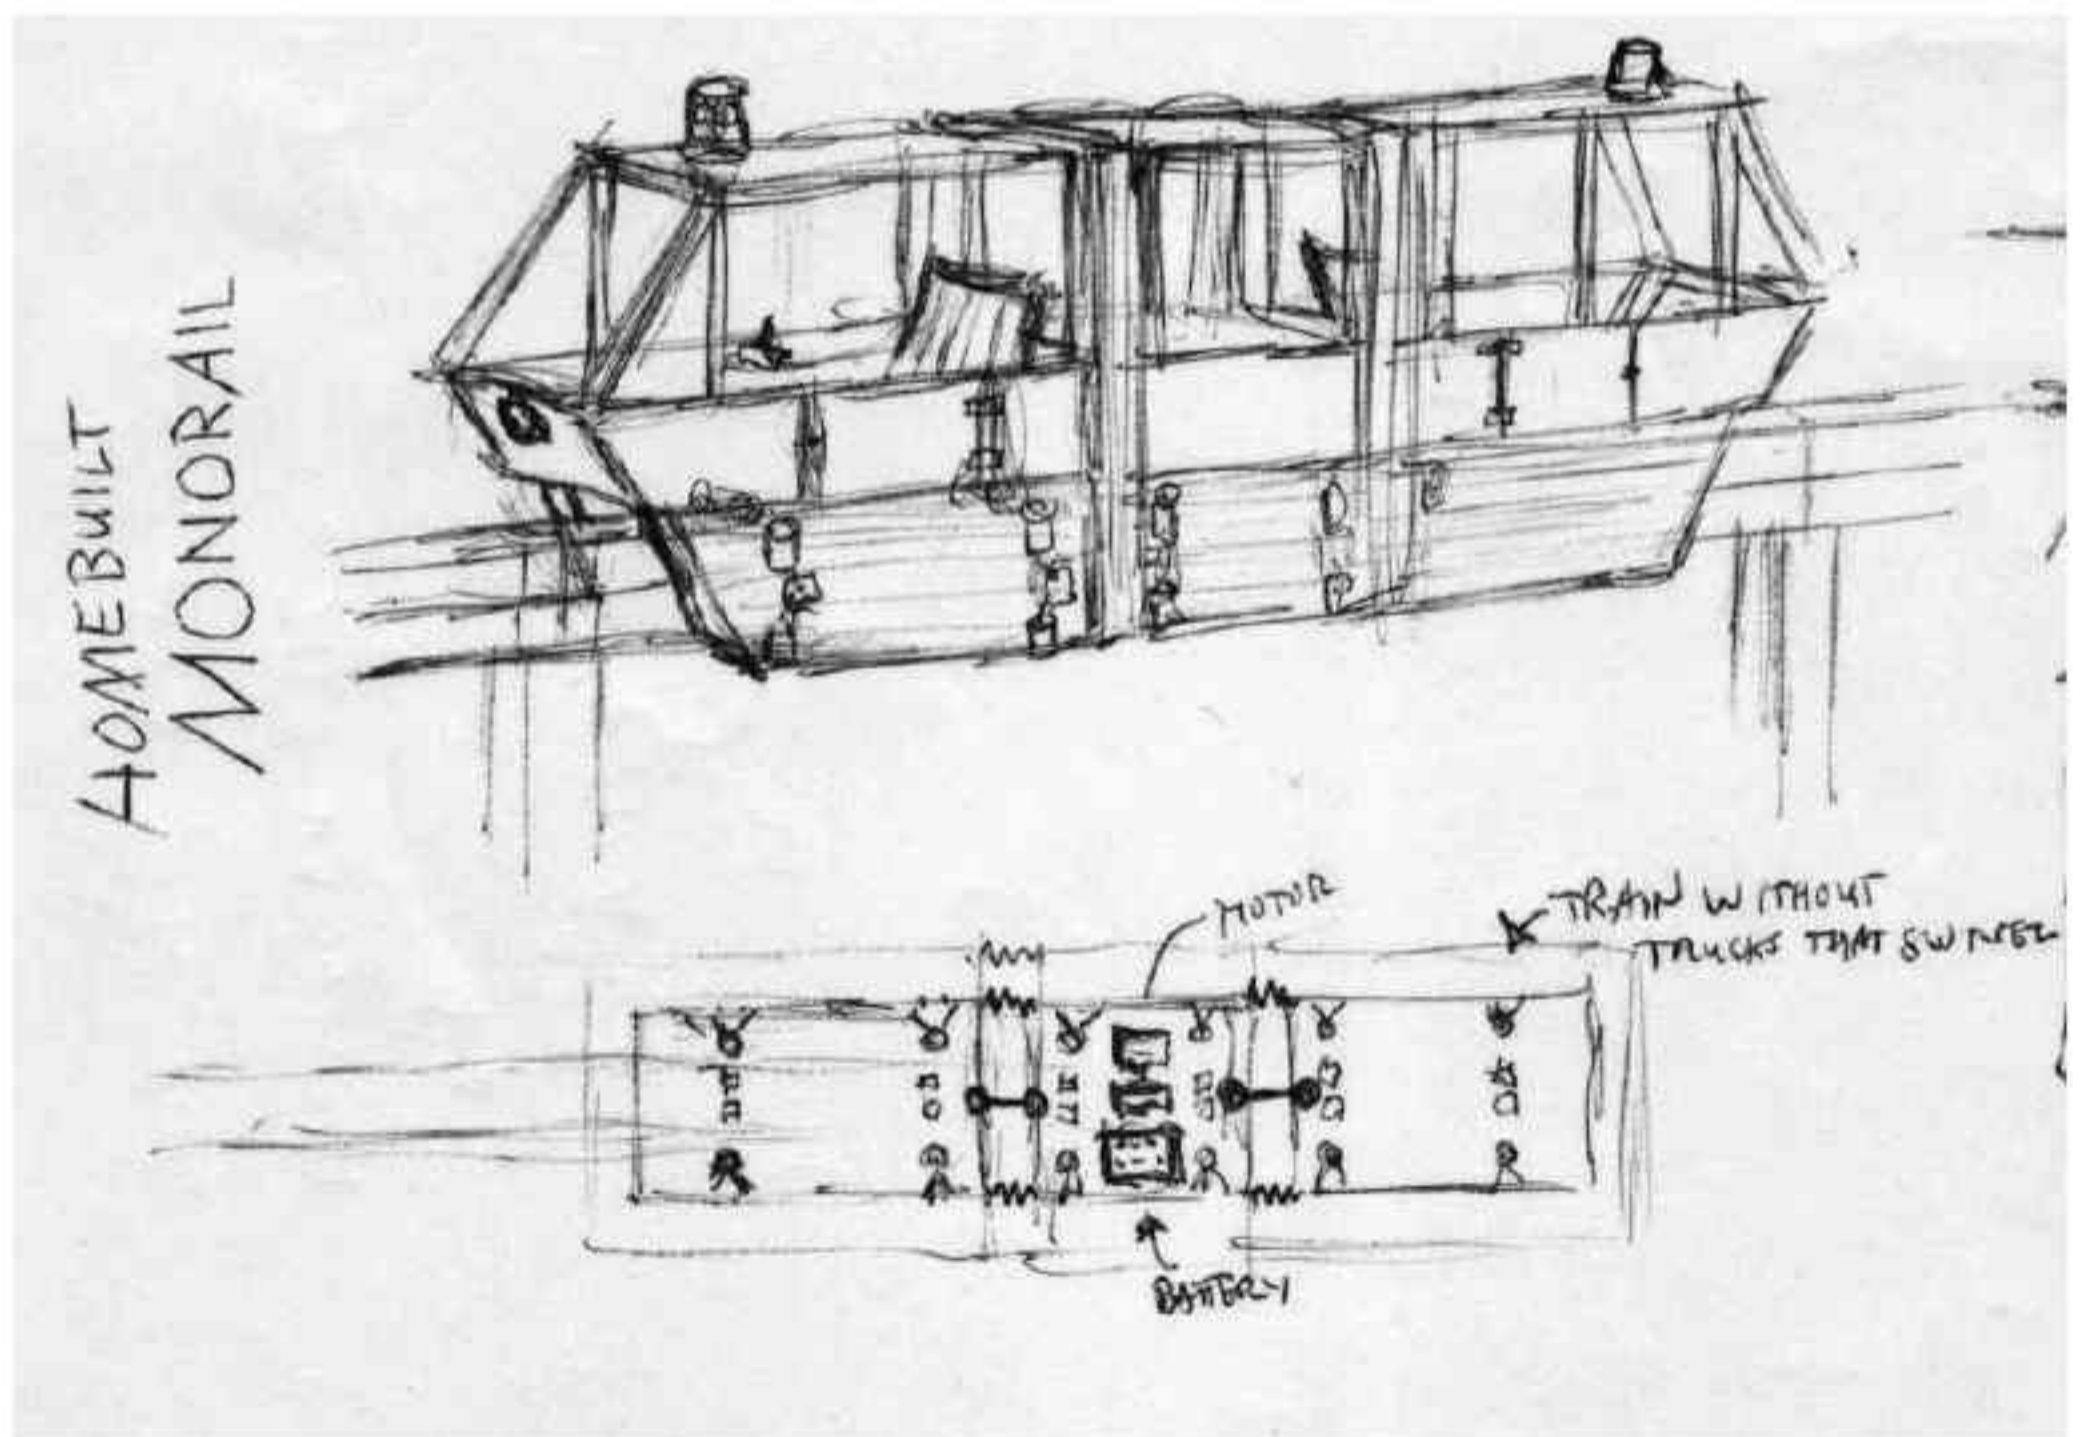 HOMEBUILT
MONORAIL
MOTOR
TRAIN WITHOUT
TRUCKS THAT SWIVEL
BATTERY